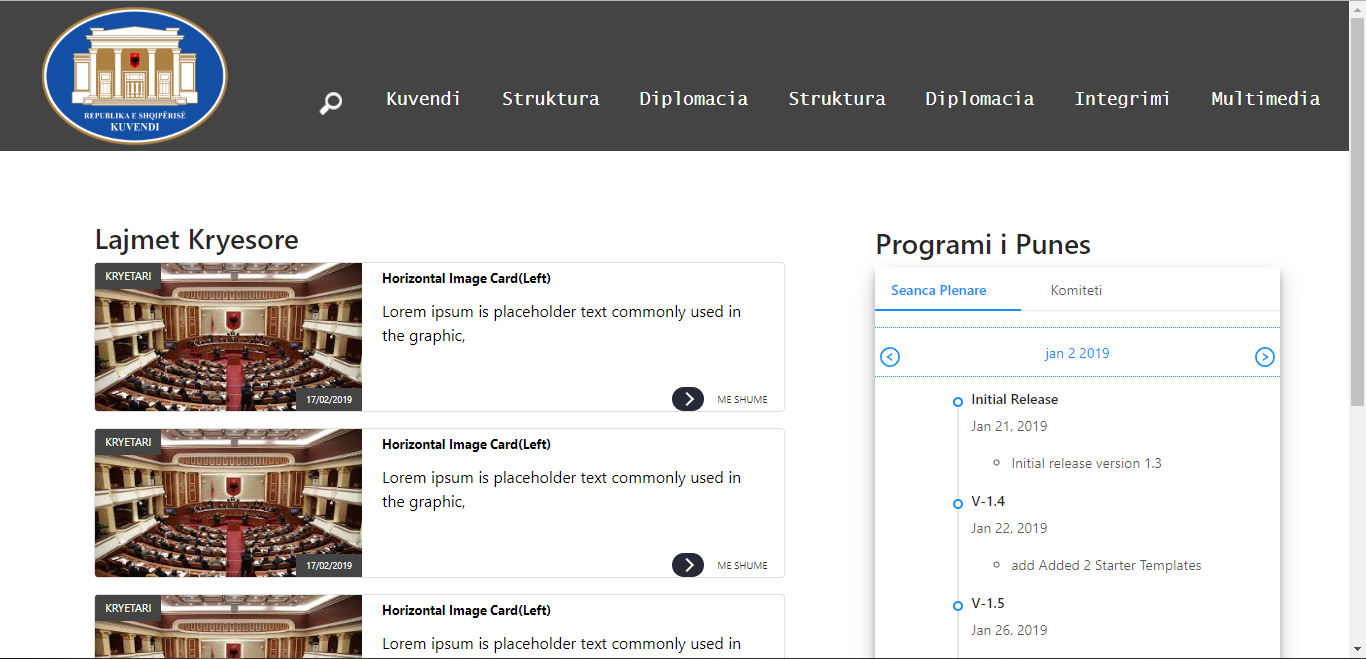 REPUBLIKA E SHQIPËRISË
KUVENDI
Kuvendi Struktura Diplomacia Struktura Diplomacia Integrimi Multimedia
Lajmet Kryesore
KRYETARI
17/02/2019
Horizontal Image Card(Left)
Lorem ipsum is placeholder text commonly used in
the graphic,
ME SHUME
KRYETARI
17/02/2019
Horizontal Image Card(Left)
Lorem ipsum is placeholder text commonly used in
the graphic,
ME SHUME
KRYETARI
Horizontal Image Card(Left)
Lorem ipsum is placeholder text commonly used in
Programi i Punes
Seanca Plenare Komiteti
jan 2 2019
Initial Release
Jan 21, 2019
Initial release version 1.3
V-1.4
Jan 22, 2019
add Added 2 Starter Templates
V-1.5
Jan 26, 2019